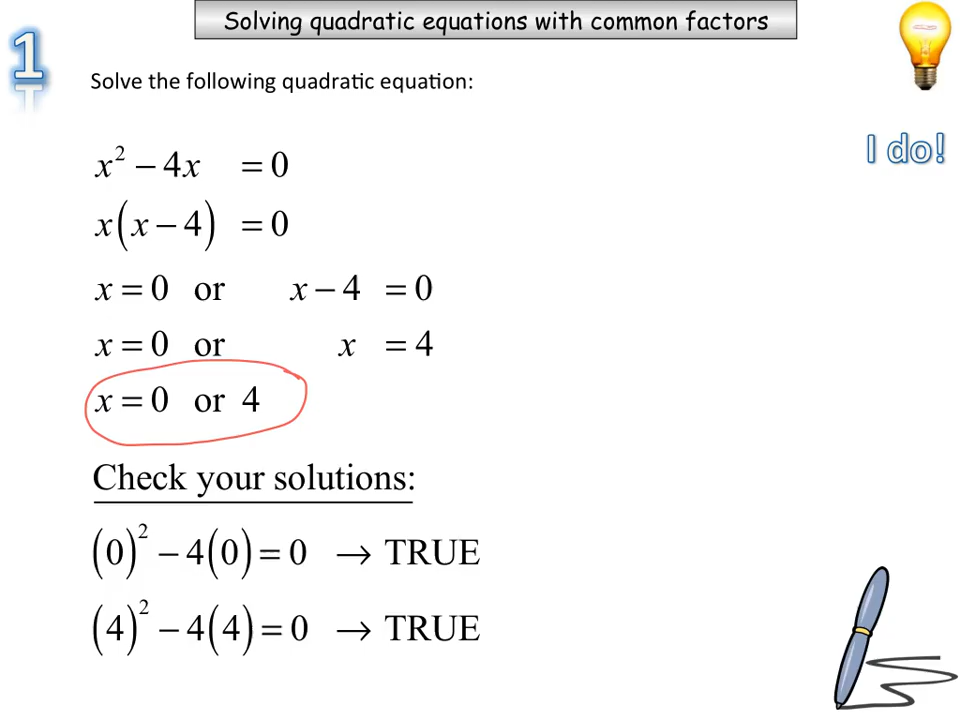 Solving quadratic equations with common factors
1
Solve the following quadratic equation:
I do!
x² − 4x = 0
x(x − 4) = 0
x = 0 or x − 4 = 0
x = 0 or x = 4
x = 0 or 4
Check your solutions:
(0)² − 4(0) = 0 → TRUE
(4)² − 4(4) = 0 → TRUE